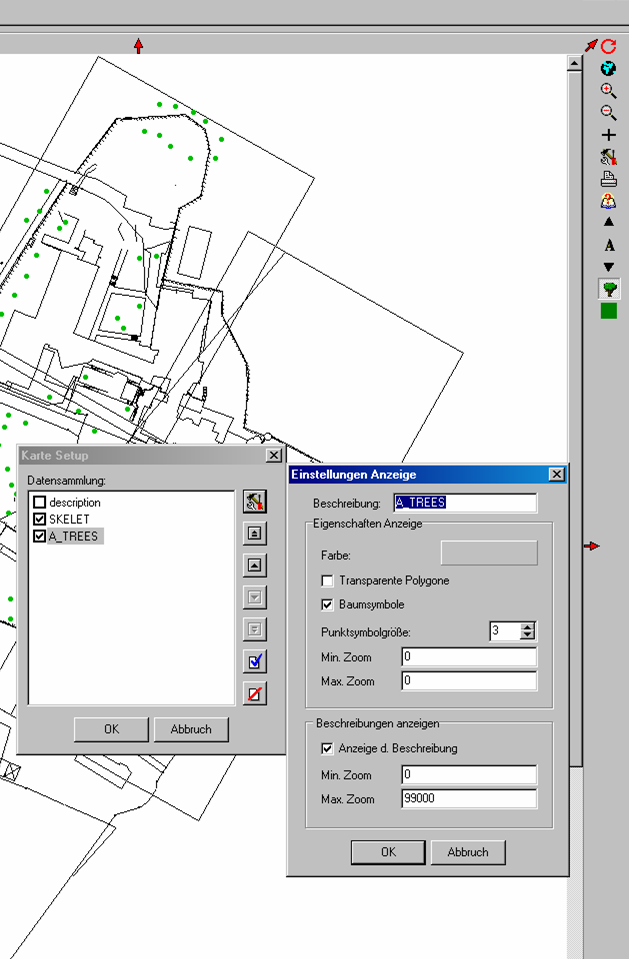 A
Karte Setup
Datensammlung:
description
SKELET
A_TREES
OK
Abbruch
Einstellungen Anzeige
Beschreibung:
A_TREES
Eigenschaften Anzeige
Farbe:
Transparente Polygone
Baumsymbole
Punktsymbolgröße:
3
Min. Zoom
0
Max. Zoom
0
Beschreibungen anzeigen
Anzeige d. Beschreibung
Min. Zoom
0
Max. Zoom
99000
OK
Abbruch